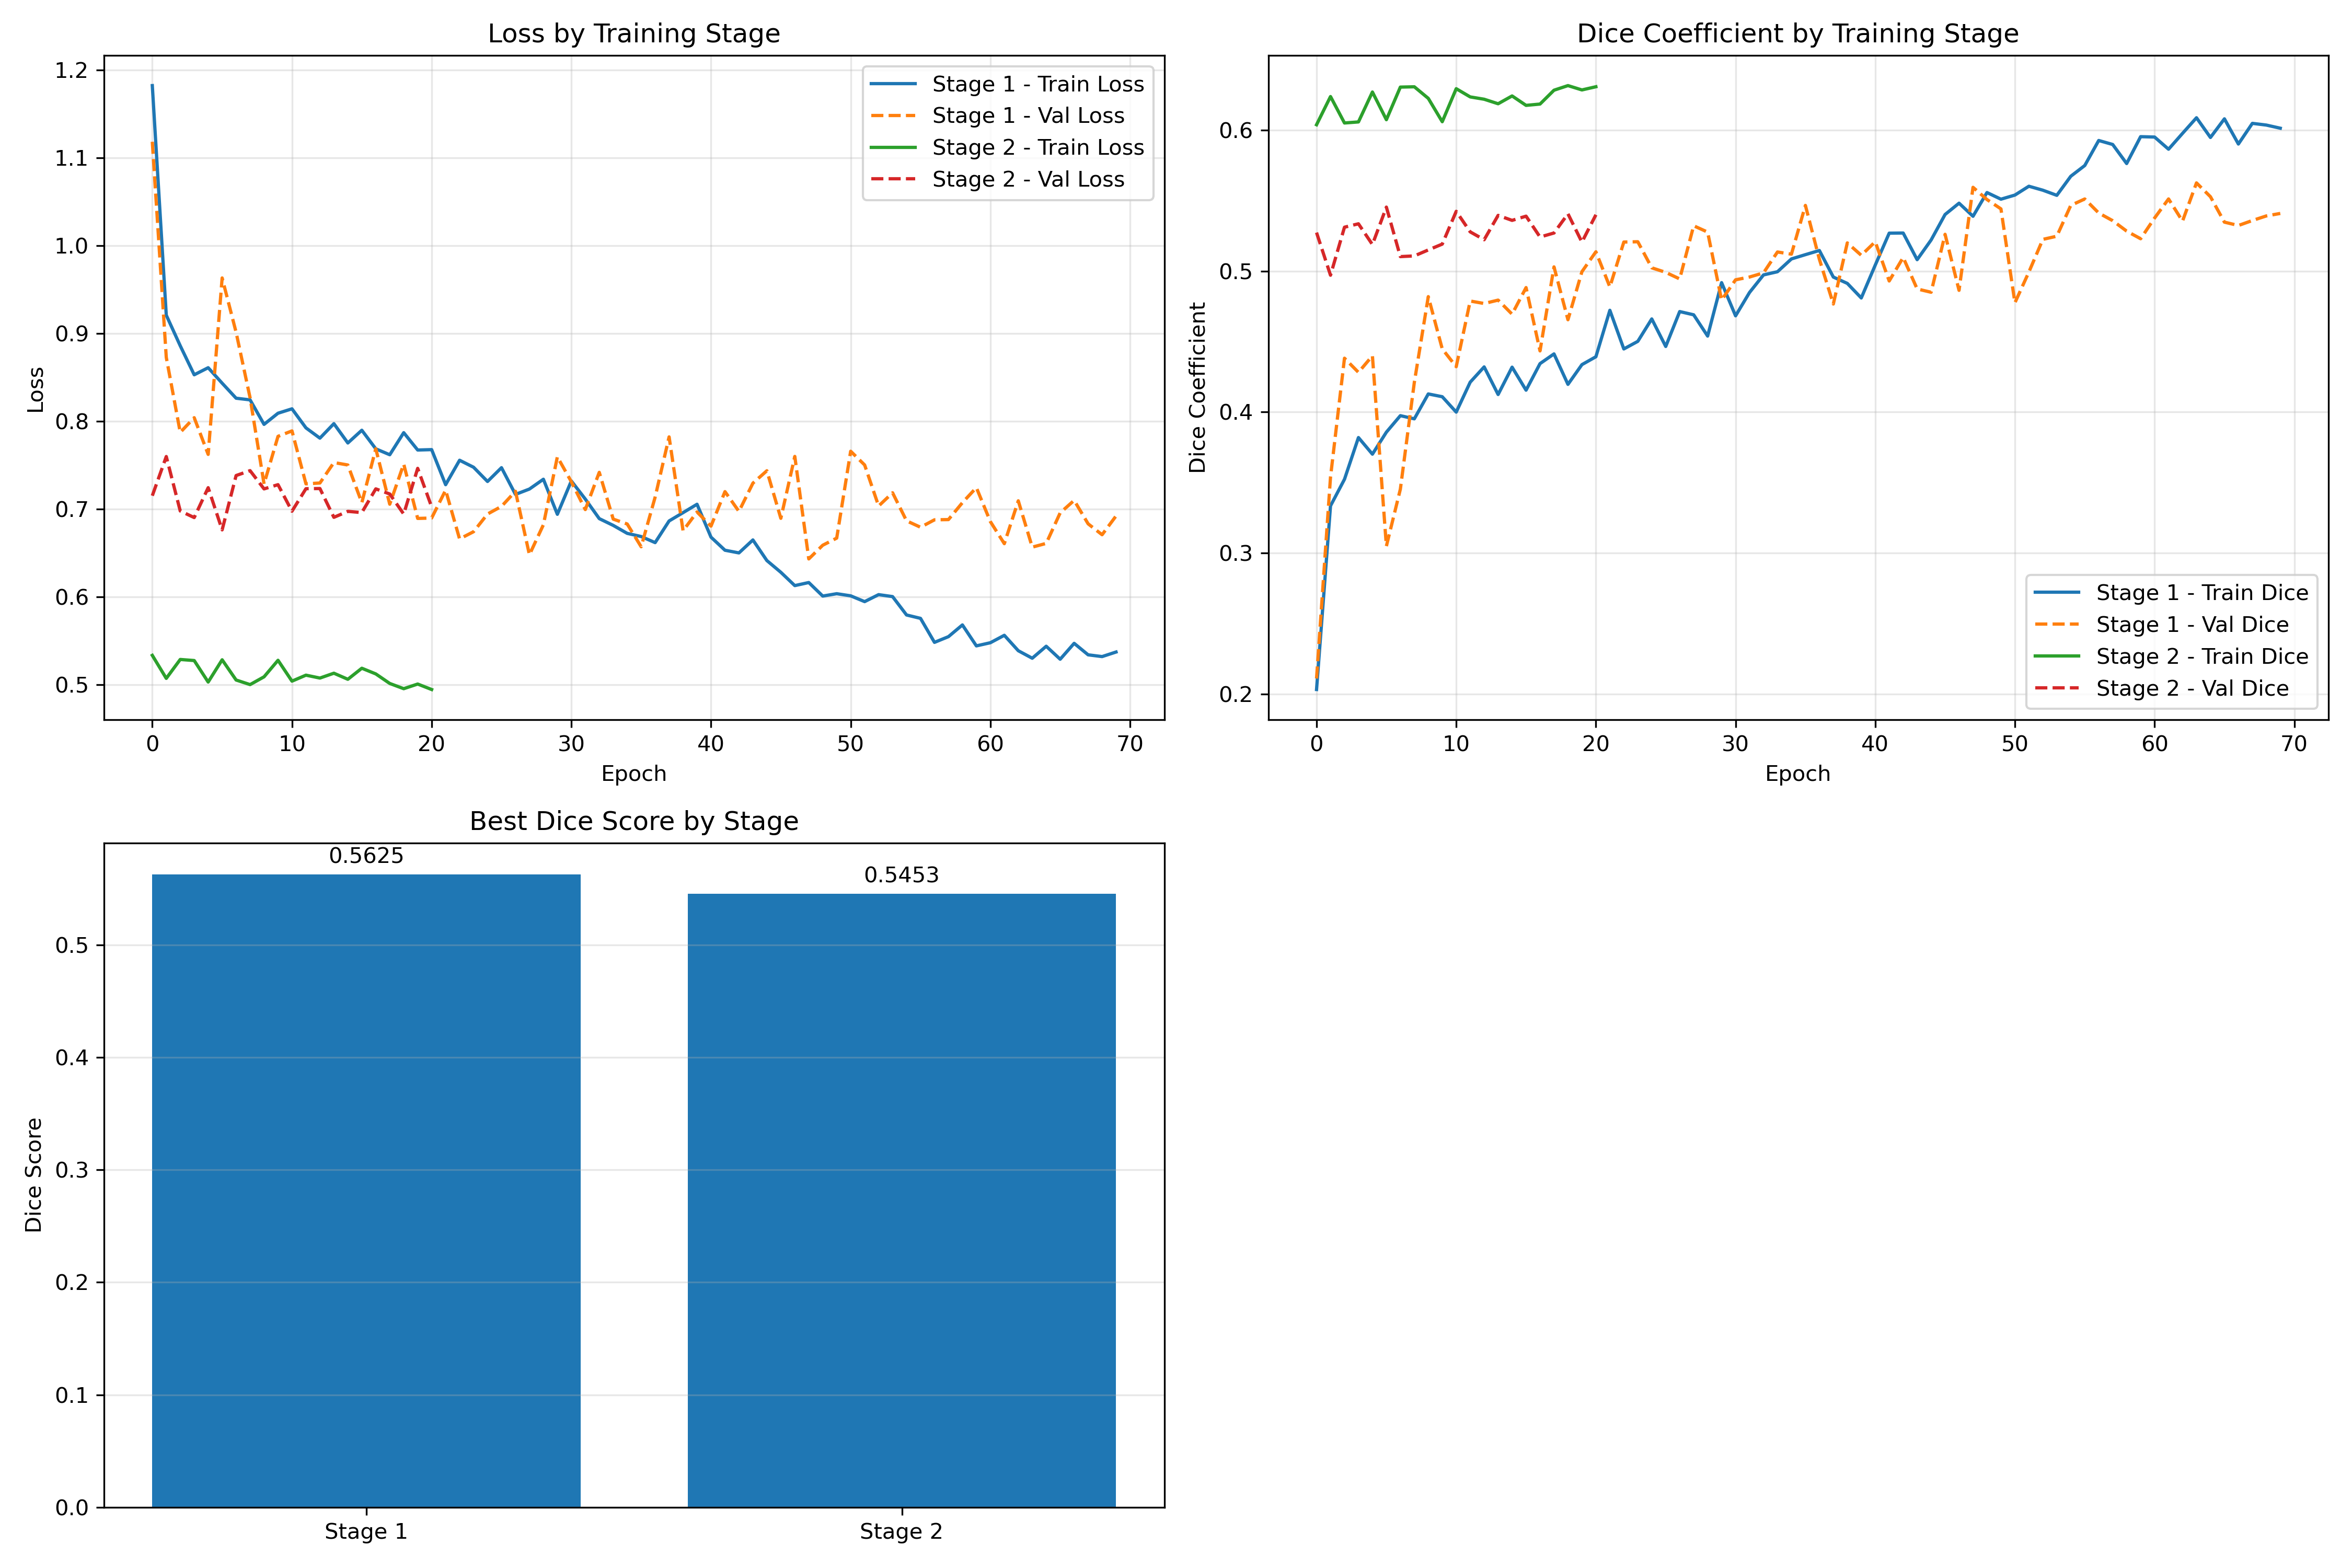 Loss by Training Stage
Loss
1.2
1.1
1.0
0.9
0.8
0.7
0.6
0.5
Stage 1 - Train Loss
Stage 1 - Val Loss
Stage 2 - Train Loss
Stage 2 - Val Loss
0 10 20 30 40 50 60 70
Epoch
Dice Coefficient by Training Stage
Dice Coefficient
0.6
0.5
0.4
0.3
0.2
Stage 1 - Train Dice
Stage 1 - Val Dice
Stage 2 - Train Dice
Stage 2 - Val Dice
0 10 20 30 40 50 60 70
Epoch
Best Dice Score by Stage
Dice Score
0.5625
0.5453
0.5
0.4
0.3
0.2
0.1
0.0
Stage 1 Stage 2